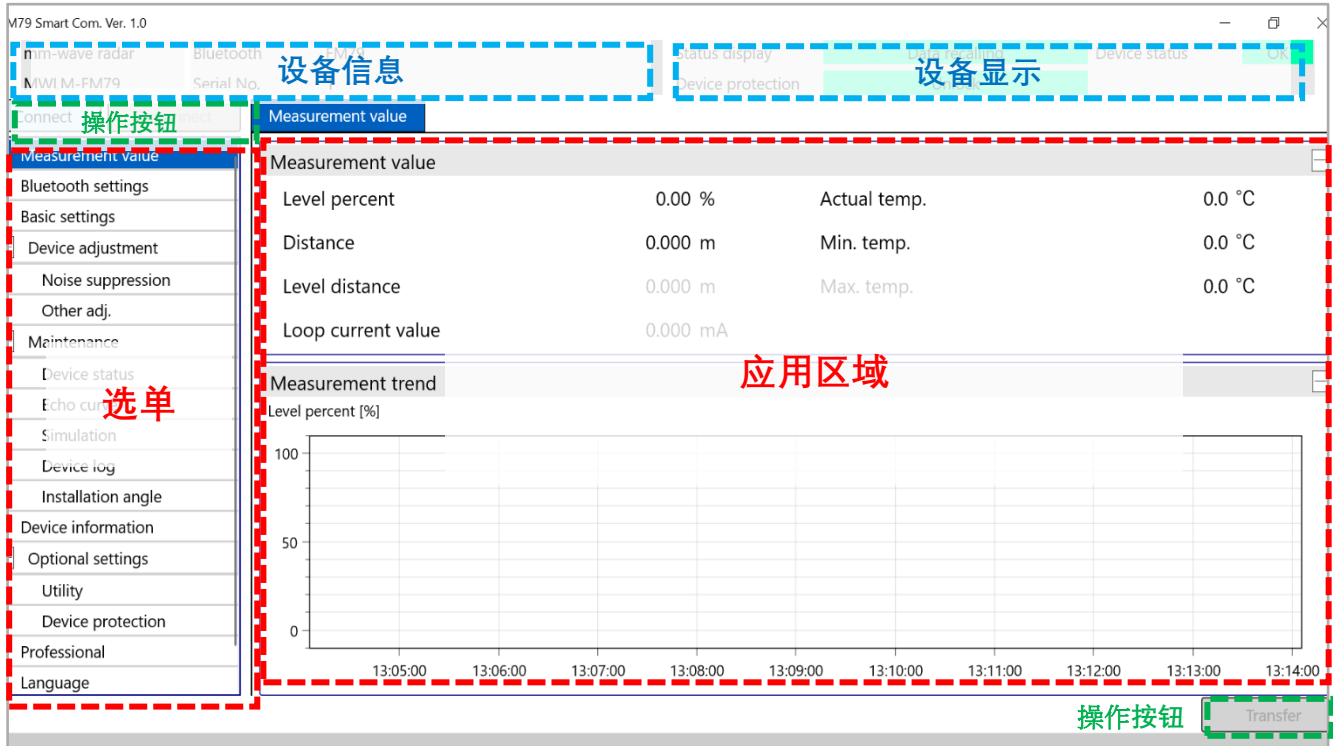 M79 Smart Com. Ver. 1.0
mm-wave radar Bluetooth FM79 Status display Data recalling Device status OK
设备信息 设备显示
MWLM-FM79 Serial No. Device protection
Connect
操作按钮
Measurement value
Measurement value
Bluetooth settings
Basic settings
Device adjustment
Noise suppression
Other adj.
Maintenance
Device status
Echo curve
选单
Simulation
Device log
Installation angle
Device information
Optional settings
Utility
Device protection
Professional
Language
Measurement value
Level percent 0.00 % Actual temp. 0.0 °C
Distance 0.000 m Min. temp. 0.0 °C
Level distance 0.000 m Max. temp. 0.0 °C
Loop current value 0.000 mA
应用区域
Measurement trend
Level percent [%]
100
50
0
13:05:00 13:06:00 13:07:00 13:08:00 13:09:00 13:10:00 13:11:00 13:12:00 13:13:00 13:14:00
操作按钮 Transfer